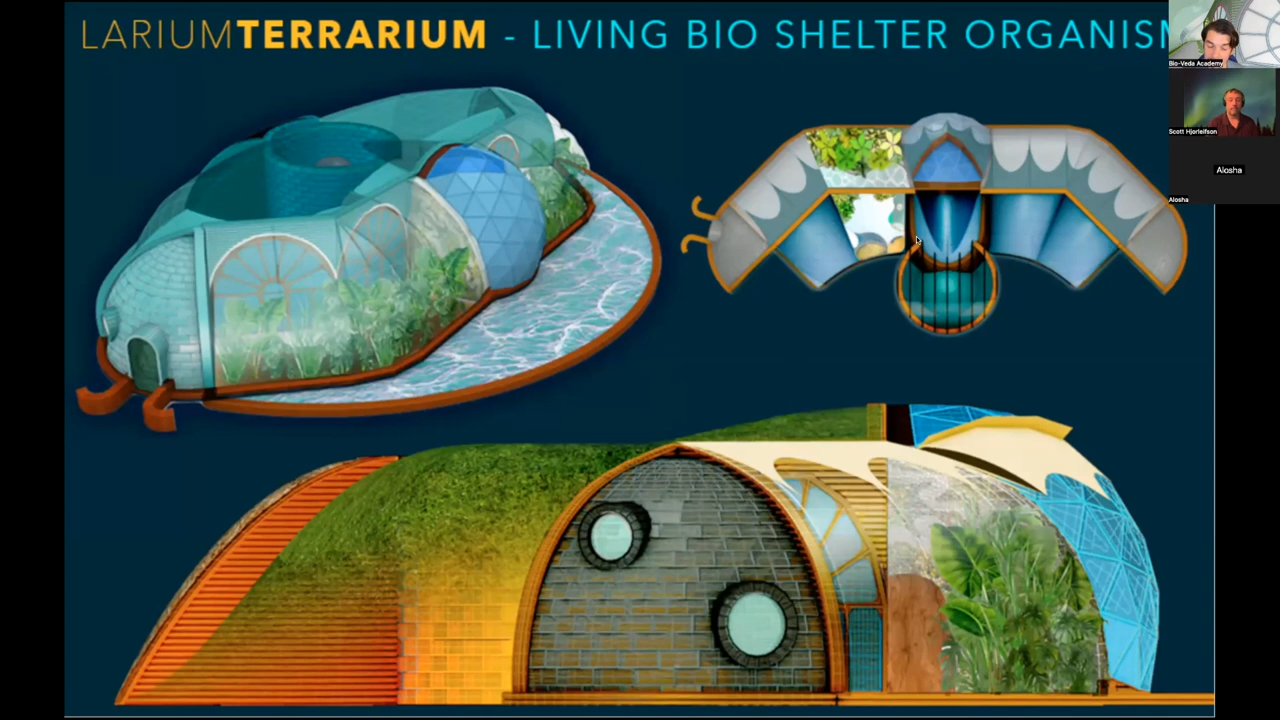 LARIUMTERRARIUM - LIVING BIO SHELTER ORGANISM
Bio-Veda Academy
Scott Hjorleifson
Alosha
Alosha